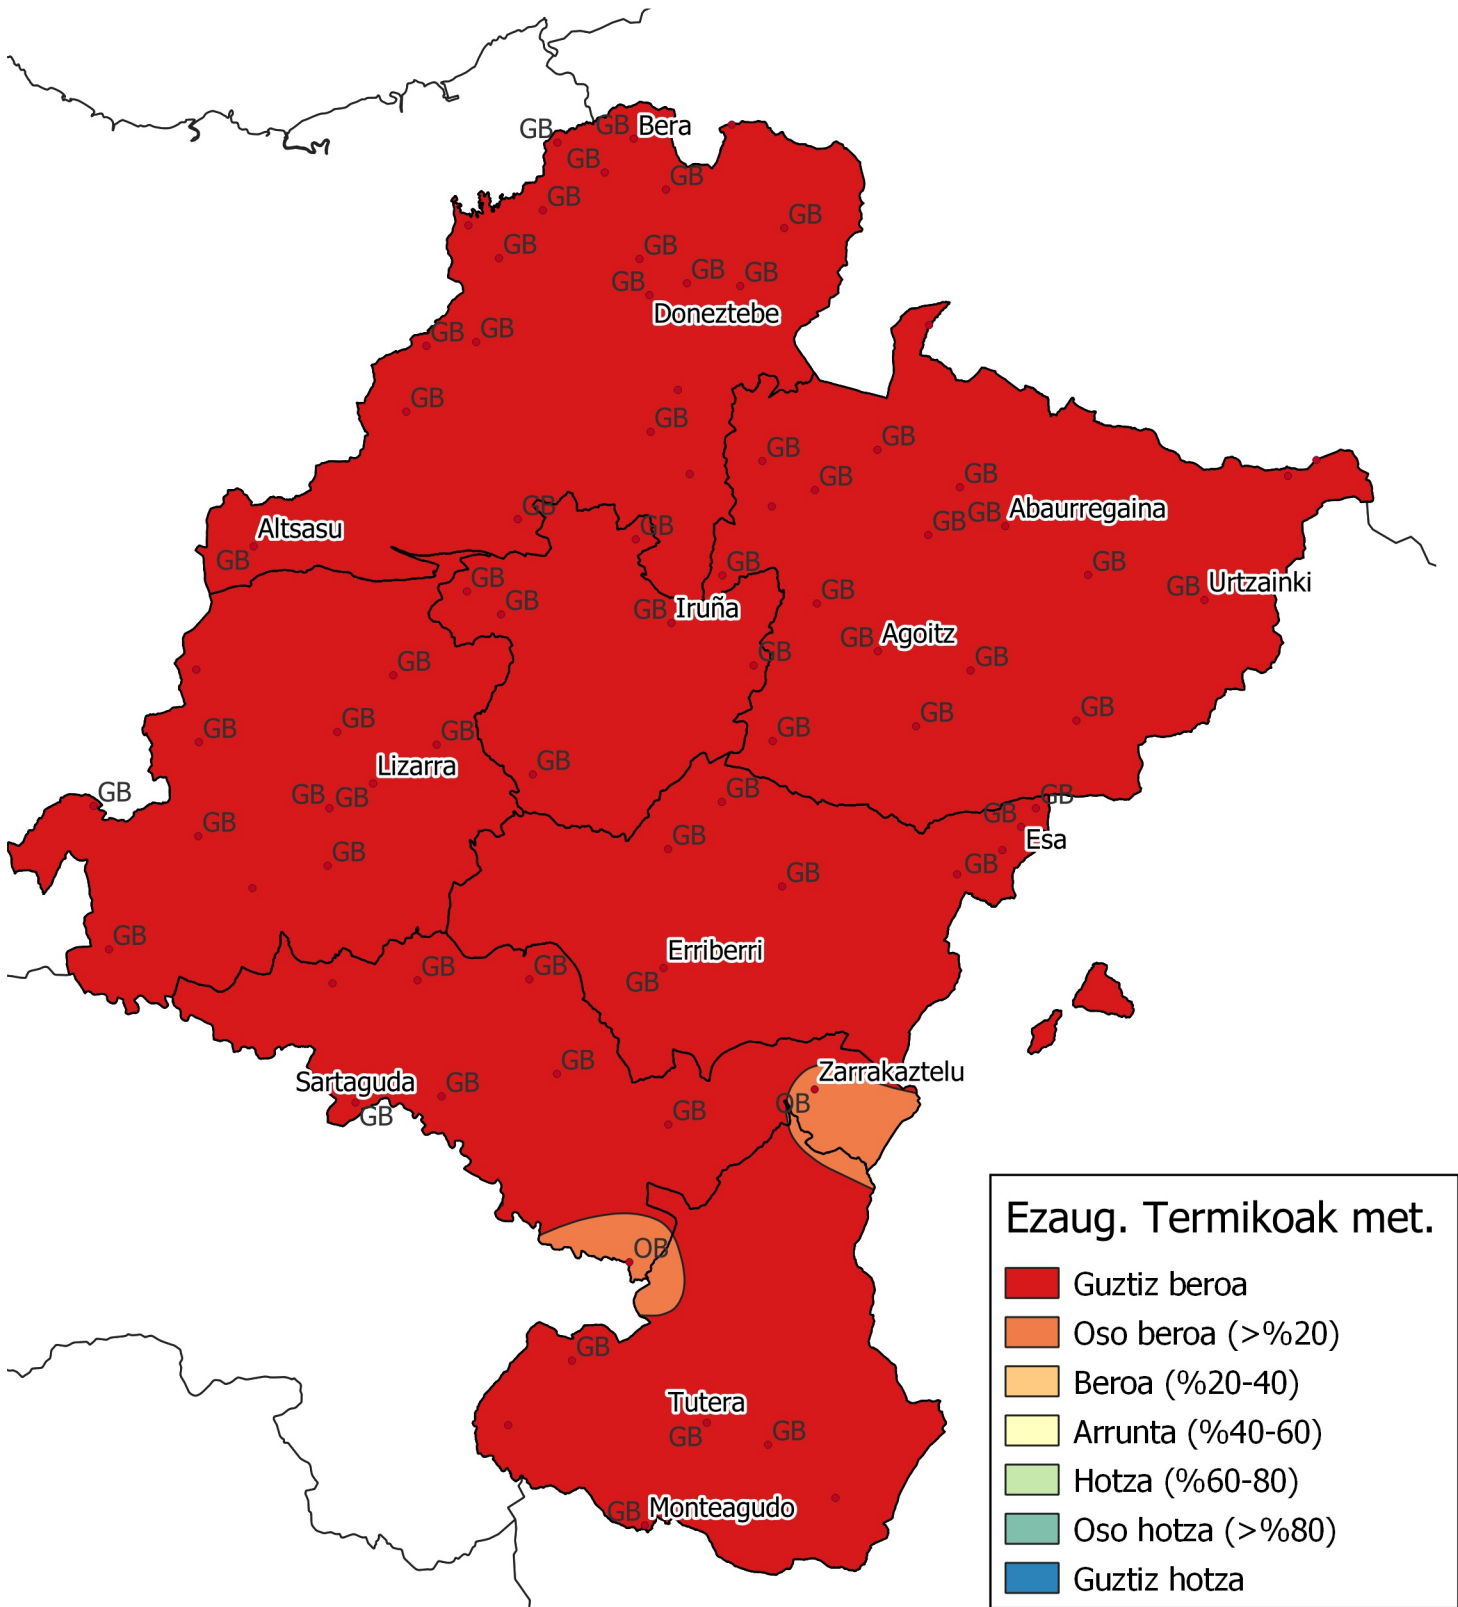 GB
GB Bera
GB
GB
GB
GB
GB
GB
GB
GB
GB
GB
Doneztebe
GB
GB
GB
GB
GB
GB
GB
GB
GB
GB
GB Abaurregaina
GB
GB
Altsasu
GB
GB
GB
GB
GB Urtzainki
GB
GB
GB Iruña
GB Agoitz
GB
GB
GB
GB
GB
GB
GB
GB
GB
Lizarra
GB
GB
GB
GB
GB
GB
GB
GB
GB
Esa
GB
GB
GB
GB
GB
Erriberri
GB
GB
GB
GB
Zarrakaztelu
OB
Sartaguda
GB
GB
GB
OB
GB
Tutera
GB
GB
GB Monteagudo
Ezaug. Termikoak met.
Guztiz beroa
Oso beroa (>%20)
Beroa (%20-40)
Arrunta (%40-60)
Hotza (%60-80)
Oso hotza (>%80)
Guztiz hotza